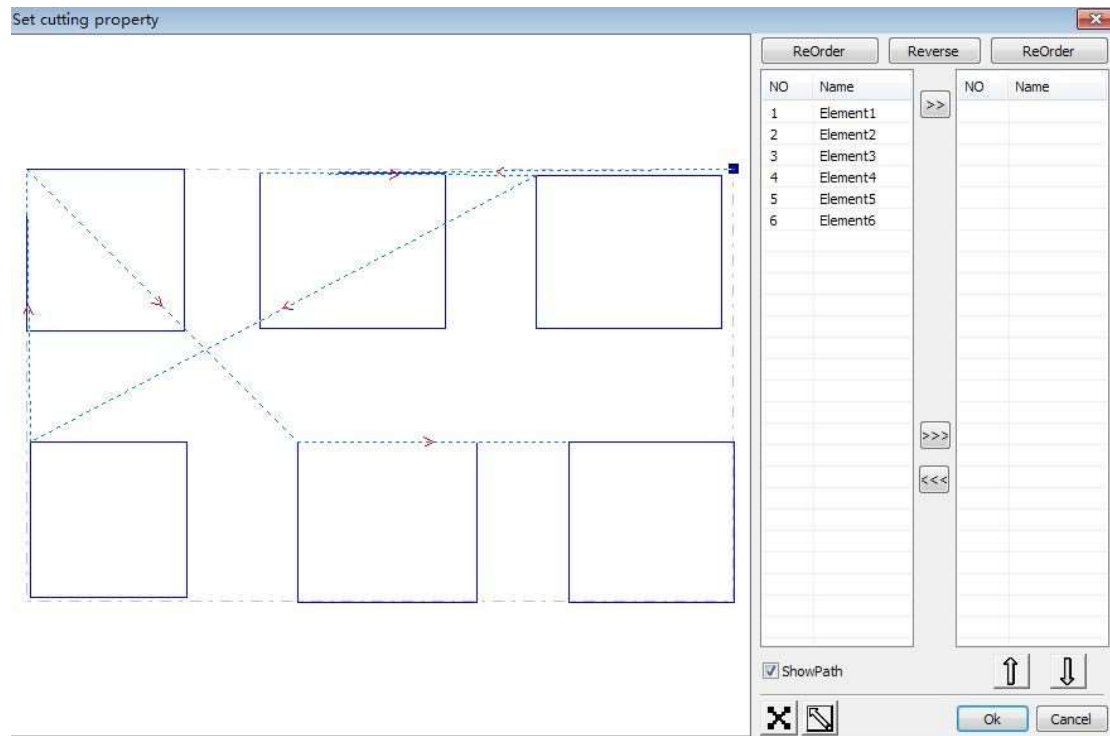 Set cutting property
ReOrder Reverse ReOrder
NO Name >> NO Name
1 Element1
2 Element2
3 Element3
4 Element4
5 Element5
6 Element6
>>>
<<<
ShowPath
Ok Cancel